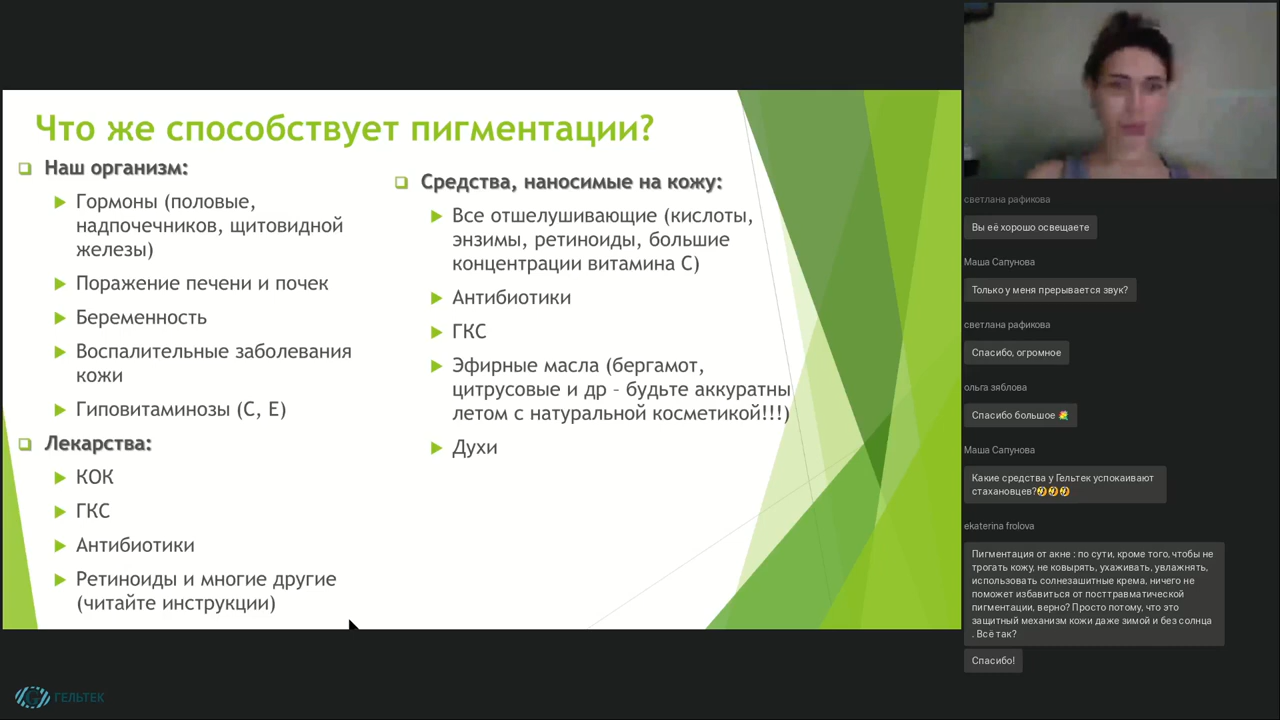 Что же способствует пигментации?
Наш организм:
Гормоны (половые,
надпочечников, щитовидной
железы)
Поражение печени и почек
Беременность
Воспалительные заболевания
кожи
Гиповитаминозы (С, Е)
Лекарства:
КОК
ГКС
Антибиотики
Ретиноиды и многие другие
(читайте инструкции)
Средства, наносимые на кожу:
Все отшелушивающие (кислоты,
энзимы, ретиноиды, большие
концентрации витамина С)
Антибиотики
ГКС
Эфирные масла (бергамот,
цитрусовые и др – будьте аккуратны
летом с натуральной косметикой!!!)
Духи
светлана рафикова
Вы её хорошо освещаете
Маша Сапунова
Только у меня прерывается звук?
светлана рафикова
Спасибо, огромное
ольга зяблова
Спасибо большое 💐
Маша Сапунова
Какие средства у Гельтек успокаивают
стахановцев?🤣🤣🤣
ekaterina frolova
Пигментация от акне : по сути, кроме того, чтобы не
трогать кожу, не ковырять, ухаживать, увлажнять,
использовать солнезашитные крема, ничего не
поможет избавиться от посттравматической
пигментации, верно? Просто потому, что это
защитный механизм кожи даже зимой и без солнца
. Всё так?
Спасибо!
ГЕЛЬТЕК